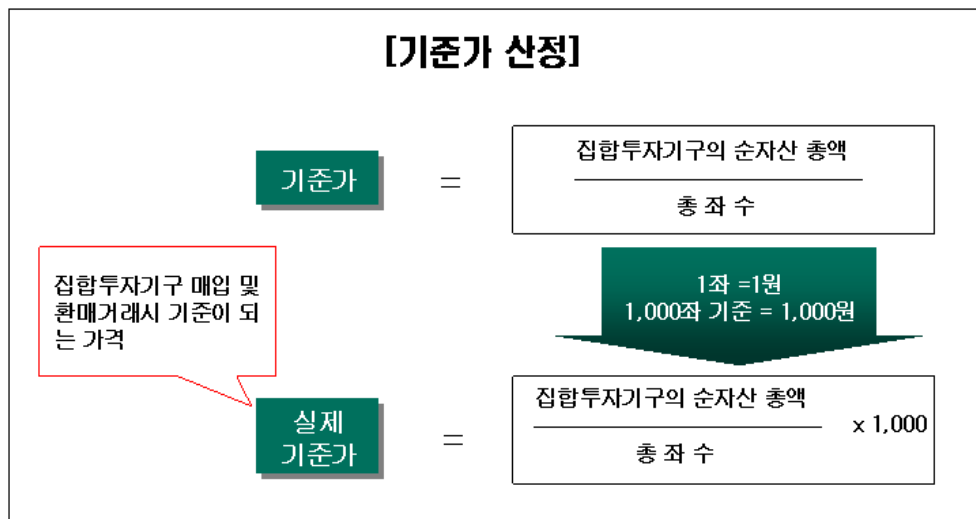 [기준가 산정]
기준가
=
집합투자기구의 순자산 총액
총 좌 수
집합투자기구 매입 및
환매거래시 기준이 되
는 가격
1좌 =1원
1,000좌 기준 = 1,000원
실제
기준가
=
집합투자기구의 순자산 총액
x 1,000
총 좌 수